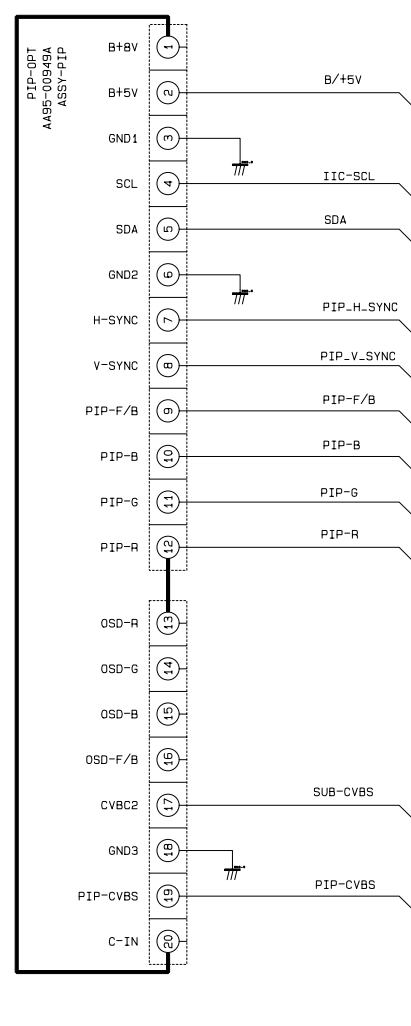 PIP-OPT
AA95-00949A
ASSY-PIP
B+8V 1
B+5V 2 B/+5V
GND1 3
SCL 4 IIC-SCL
SDA 5 SDA
GND2 6
H-SYNC 7 PIP_H_SYNC
V-SYNC 8 PIP_V_SYNC
PIP-F/B 9 PIP-F/B
PIP-B 10 PIP-B
PIP-G 11 PIP-G
PIP-R 12 PIP-R
OSD-R 13
OSD-G 14
OSD-B 15
OSD-F/B 16
CVBC2 17 SUB-CVBS
GND3 18
PIP-CVBS 19 PIP-CVBS
C-IN 20